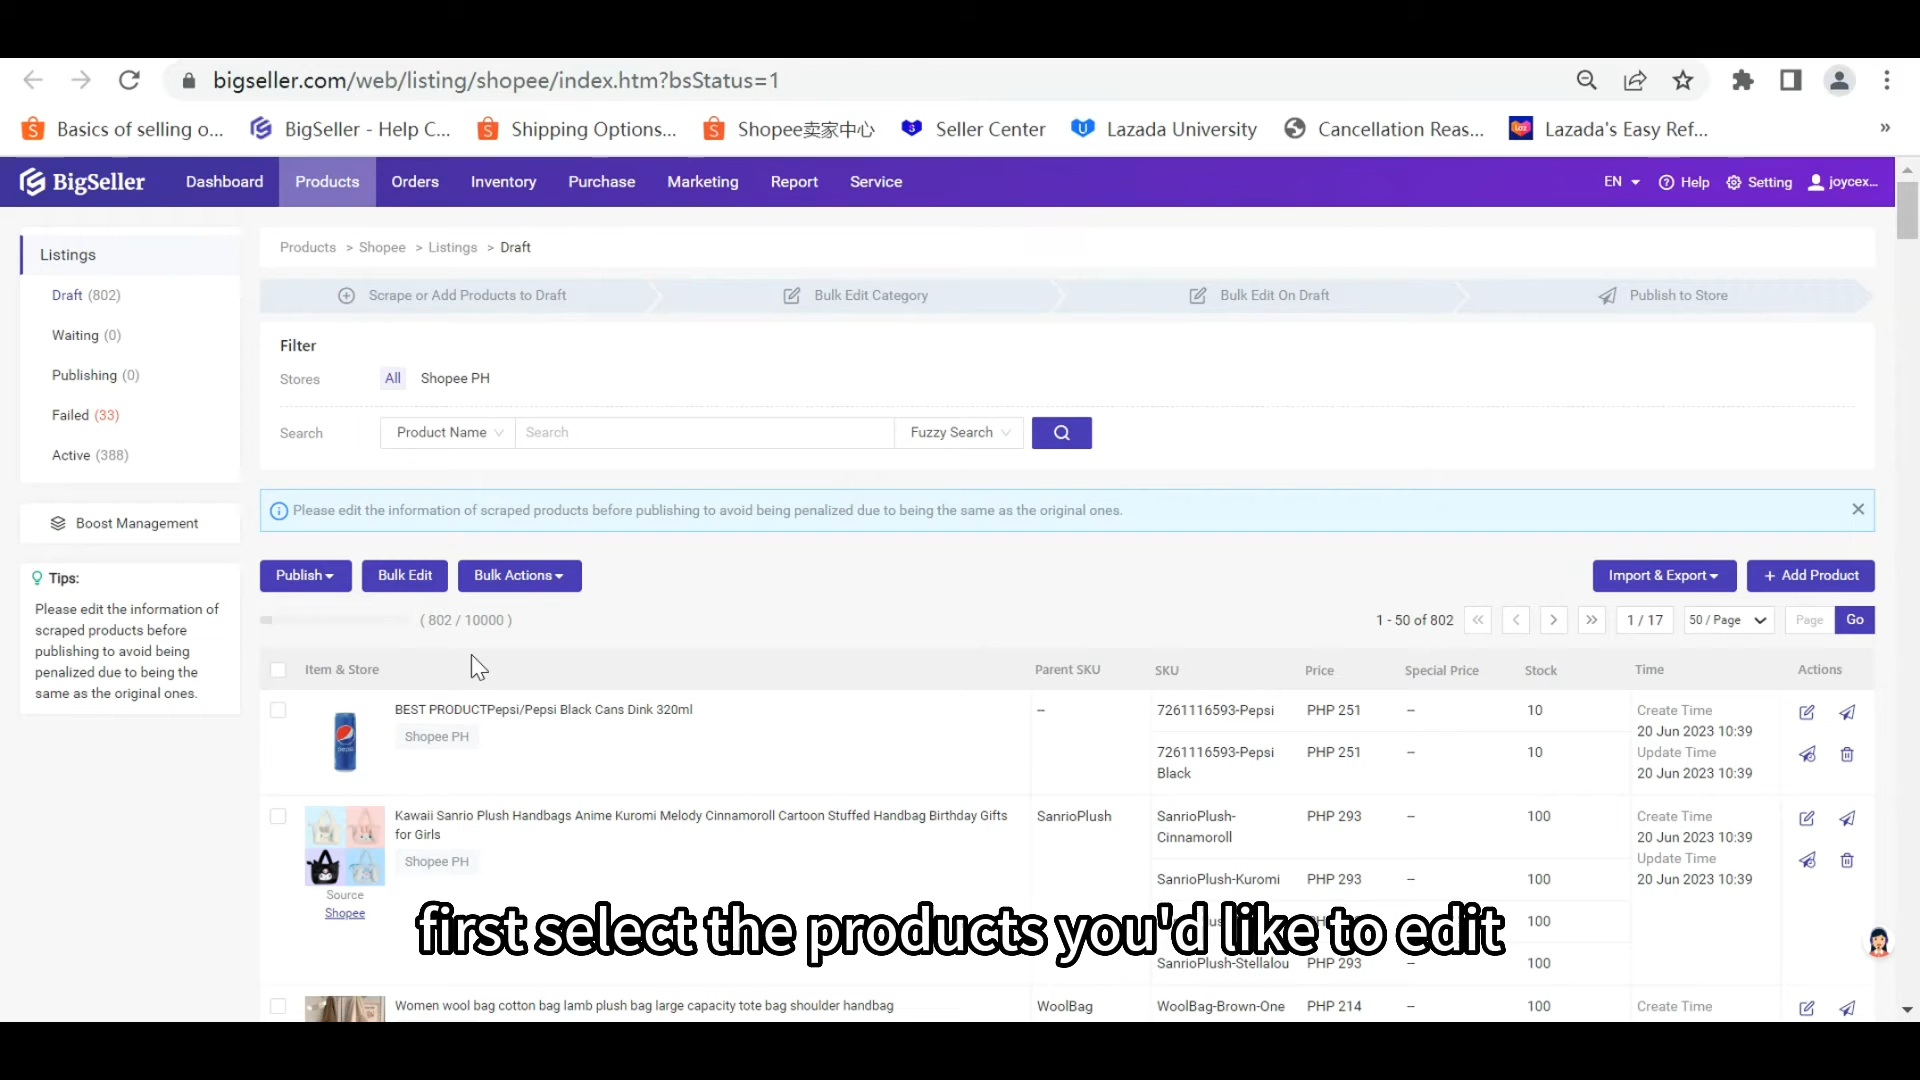 bigseller.com/web/listing/shopee/index.htm?bsStatus=1
Basics of selling o... BigSeller - Help C... Shipping Options... Shopee卖家中心 Seller Center Lazada University Cancellation Reas... Lazada's Easy Ref... »
BigSeller Dashboard Products Orders Inventory Purchase Marketing Report Service EN Help Setting joycex...
Listings
Draft (802)
Waiting (0)
Publishing (0)
Failed (33)
Active (388)
Boost Management
Tips:
Please edit the information of
scraped products before
publishing to avoid being
penalized due to being the
same as the original ones.
Products > Shopee > Listings > Draft
Scrape or Add Products to Draft Bulk Edit Category Bulk Edit On Draft Publish to Store
Filter
Stores All Shopee PH
Search Product Name Search Fuzzy Search
Please edit the information of scraped products before publishing to avoid being penalized due to being the same as the original ones.
Publish Bulk Edit Bulk Actions Import & Export + Add Product
( 802 / 10000 ) 1 - 50 of 802 1 / 17 50 / Page Page Go
Item & Store Parent SKU SKU Price Special Price Stock Time Actions
BEST PRODUCTPepsi/Pepsi Black Cans Dink 320ml -- 7261116593-Pepsi PHP 251 -- 10 Create Time
20 Jun 2023 10:39
Shopee PH 7261116593-Pepsi PHP 251 -- 10 Update Time
Black 20 Jun 2023 10:39
Kawaii Sanrio Plush Handbags Anime Kuromi Melody Cinnamoroll Cartoon Stuffed Handbag Birthday Gifts SanrioPlush SanrioPlush- PHP 293 -- 100 Create Time
for Girls Cinnamoroll 20 Jun 2023 10:39
Shopee PH Update Time
SanrioPlush-Kuromi PHP 293 -- 100 20 Jun 2023 10:39
Source
Shopee
100
first select the products you'd like to edit
SanrioPlush-Stellalou PHP 293 -- 100
Women wool bag cotton bag lamb plush bag large capacity tote bag shoulder handbag WoolBag WoolBag-Brown-One PHP 214 -- 100 Create Time